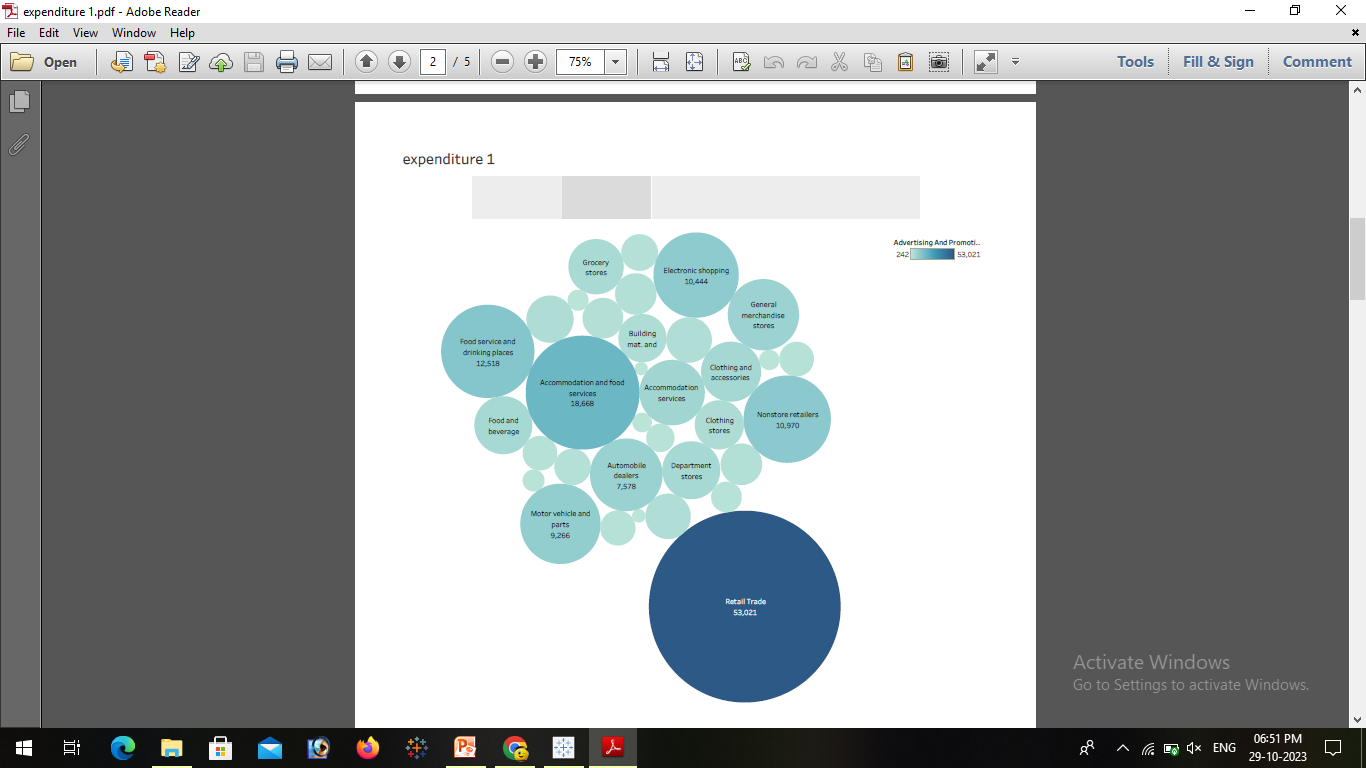 expenditure 1.pdf - Adobe Reader
File Edit View Window Help
Open
2 / 5
75%
Tools
Fill & Sign
Comment
expenditure 1
Advertising And Promoti..
242
53,021
Grocery
stores
Electronic shopping
10,444
General
merchandise
stores
Food service and
drinking places
12,518
Building
mat. and
Clothing and
accessories
Accommodation and food
services
18,668
Accommodation
services
Food and
beverage
Clothing
stores
Nonstore retailers
10,970
Automobile
dealers
7,578
Department
stores
Motor vehicle and
parts
9,266
Retail Trade
53,021
Activate Windows
Go to Settings to activate Windows.
ENG
06:51 PM
29-10-2023